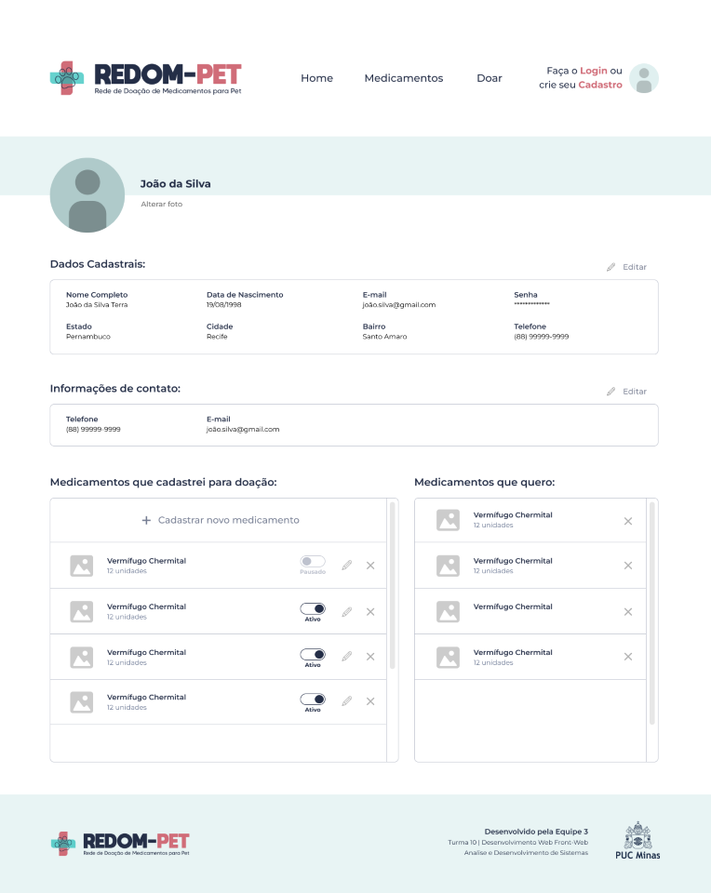 REDOM-PET
Rede de Doação de Medicamentos para Pet
Home
Medicamentos
Doar
Faça o Login ou
crie seu Cadastro
João da Silva
Alterar foto
Dados Cadastrais:
Editar
Nome Completo
João da Silva Terra
Data de Nascimento
19/08/1998
E-mail
joão.silva@gmail.com
Senha
*************
Estado
Pernambuco
Cidade
Recife
Bairro
Santo Amaro
Telefone
(88) 99999-9999
Informações de contato:
Editar
Telefone
(88) 99999-9999
E-mail
joão.silva@gmail.com
Medicamentos que cadastrei para doação:
+ Cadastrar novo medicamento
Vermífugo Chermital
12 unidades
Pausado
Vermífugo Chermital
12 unidades
Ativo
Vermífugo Chermital
12 unidades
Ativo
Vermífugo Chermital
12 unidades
Ativo
Medicamentos que quero:
Vermífugo Chermital
12 unidades
Vermífugo Chermital
12 unidades
Vermífugo Chermital
Vermífugo Chermital
12 unidades
REDOM-PET
Rede de Doação de Medicamentos para Pet
Desenvolvido pela Equipe 3
Turma 10 | Desenvolvimento Web Front-Web
Analise e Desenvolvimento de Sistemas
PUC Minas